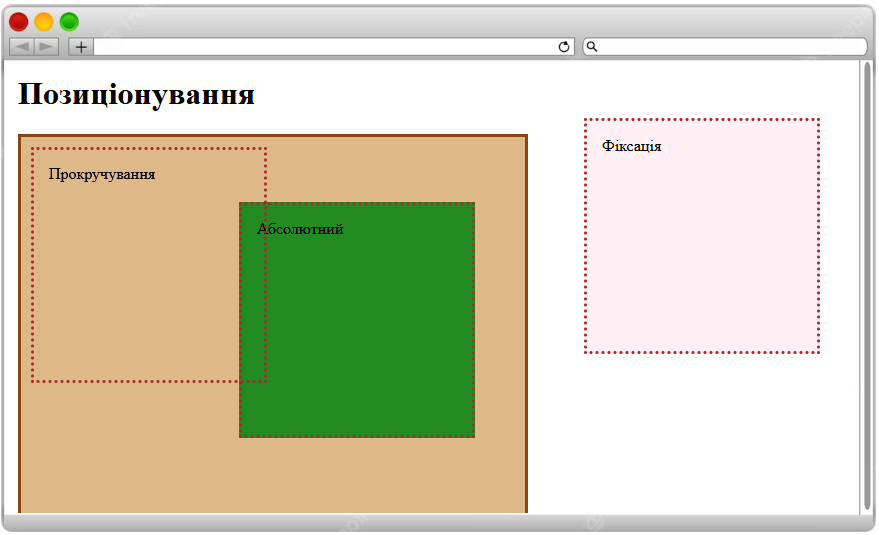 Позиціонування
Прокручування
Абсолютний
Фіксація